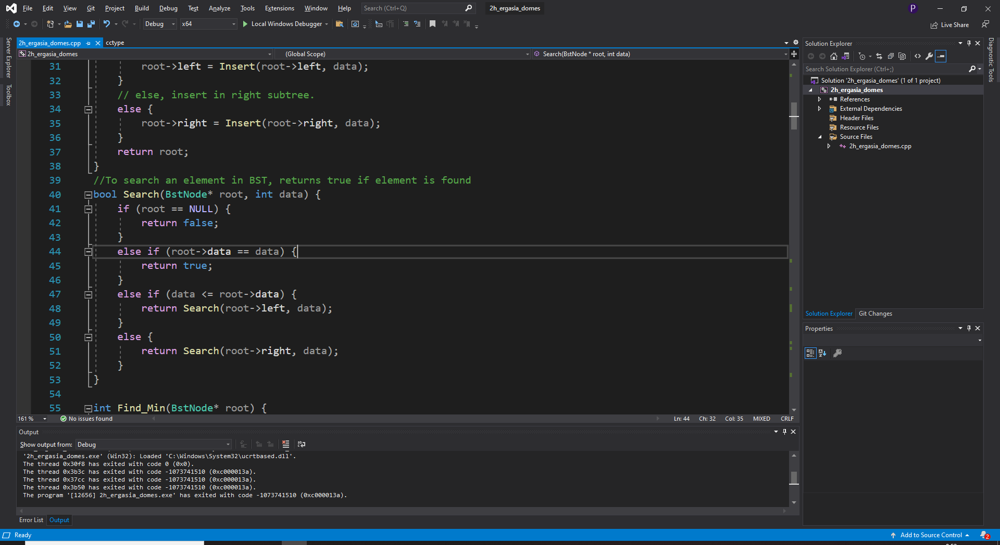 File Edit View Git Project Build Debug Test Analyze Tools Extensions Window Help Search (Ctrl+Q) 2h_ergasia_domes P
Debug x64 Local Windows Debugger Live Share
Server Explorer
Toolbox
2h_ergasia_domes.cpp cctype
2h_ergasia_domes (Global Scope) Search(BstNode * root, int data)
31 root->left = Insert(root->left, data);
32 }
33 // else, insert in right subtree.
34 else {
35 root->right = Insert(root->right, data);
36 }
37 return root;
38 }
39 //To search an element in BST, returns true if element is found
40 bool Search(BstNode* root, int data) {
41 if (root == NULL) {
42 return false;
43 }
44 else if (root->data == data) {
45 return true;
46 }
47 else if (data <= root->data) {
48 return Search(root->left, data);
49 }
50 else {
51 return Search(root->right, data);
52 }
53 }
54
55 int Find_Min(BstNode* root) {
161 % No issues found Ln: 44 Ch: 32 Col: 35 MIXED CRLF
Output
Show output from: Debug
'2h_ergasia_domes.exe' (Win32): Loaded 'C:\Windows\System32\ucrtbased.dll'.
The thread 0x30f8 has exited with code 0 (0x0).
The thread 0x3b3c has exited with code -1073741510 (0xc000013a).
The thread 0x37cc has exited with code -1073741510 (0xc000013a).
The thread 0x3b50 has exited with code -1073741510 (0xc000013a).
The program '[12656] 2h_ergasia_domes.exe' has exited with code -1073741510 (0xc000013a).
Error List Output
Solution Explorer
Search Solution Explorer (Ctrl+;)
Solution '2h_ergasia_domes' (1 of 1 project)
2h_ergasia_domes
References
External Dependencies
Header Files
Resource Files
Source Files
2h_ergasia_domes.cpp
Solution Explorer Git Changes
Properties
Diagnostic Tools
Ready Add to Source Control 2